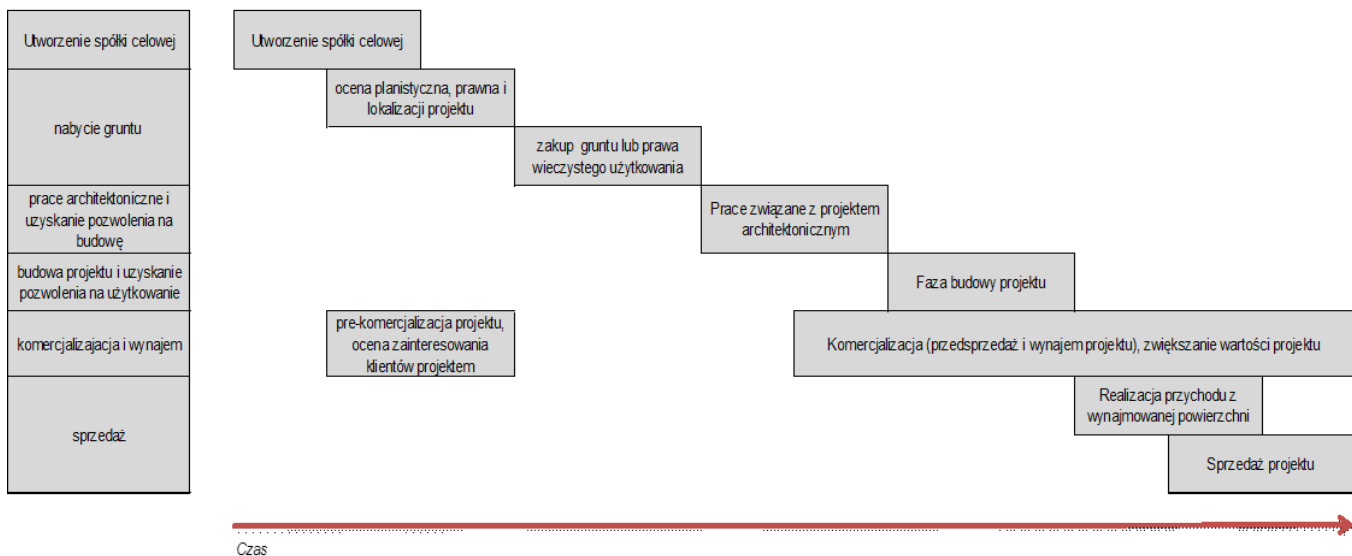 Utworzenie spółki celowej
Utworzenie spółki celowej
nabycie gruntu
ocena planistyczna, prawna i
lokalizacji projektu
zakup gruntu lub prawa
wieczystego użytkowania
prace architektoniczne i
uzyskanie pozwolenia na
budowę
Prace związane z projektem
architektonicznym
budowa projektu i uzyskanie
pozwolenia na użytkowanie
Faza budowy projektu
komercjalizajacja i wynajem
pre-komercjalizacja projektu,
ocena zainteresowania
klientów projektem
Komercjalizacja (przedsprzedaż i wynajem projektu), zwiększanie wartości projektu
sprzedaż
Realizacja przychodu z
wynajmowanej powierzchni
Sprzedaż projektu
Czas